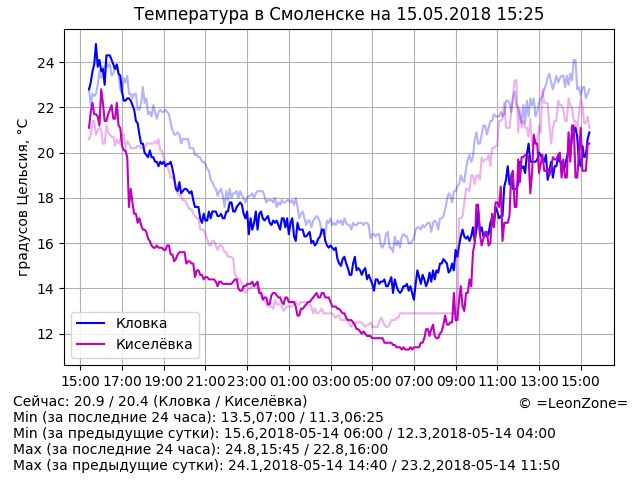 Температура в Смоленске на 15.05.2018 15:25
градусов Цельсия, °C
24
22
20
18
16
14
12
Кловка
Киселёвка
15:00 17:00 19:00 21:00 23:00 01:00 03:00 05:00 07:00 09:00 11:00 13:00 15:00
Сейчас: 20.9 / 20.4 (Кловка / Киселёвка)
© =LeonZone=
Min (за последние 24 часа): 13.5,07:00 / 11.3,06:25
Min (за предыдущие сутки): 15.6,2018-05-14 06:00 / 12.3,2018-05-14 04:00
Max (за последние 24 часа): 24.8,15:45 / 22.8,16:00
Max (за предыдущие сутки): 24.1,2018-05-14 14:40 / 23.2,2018-05-14 11:50